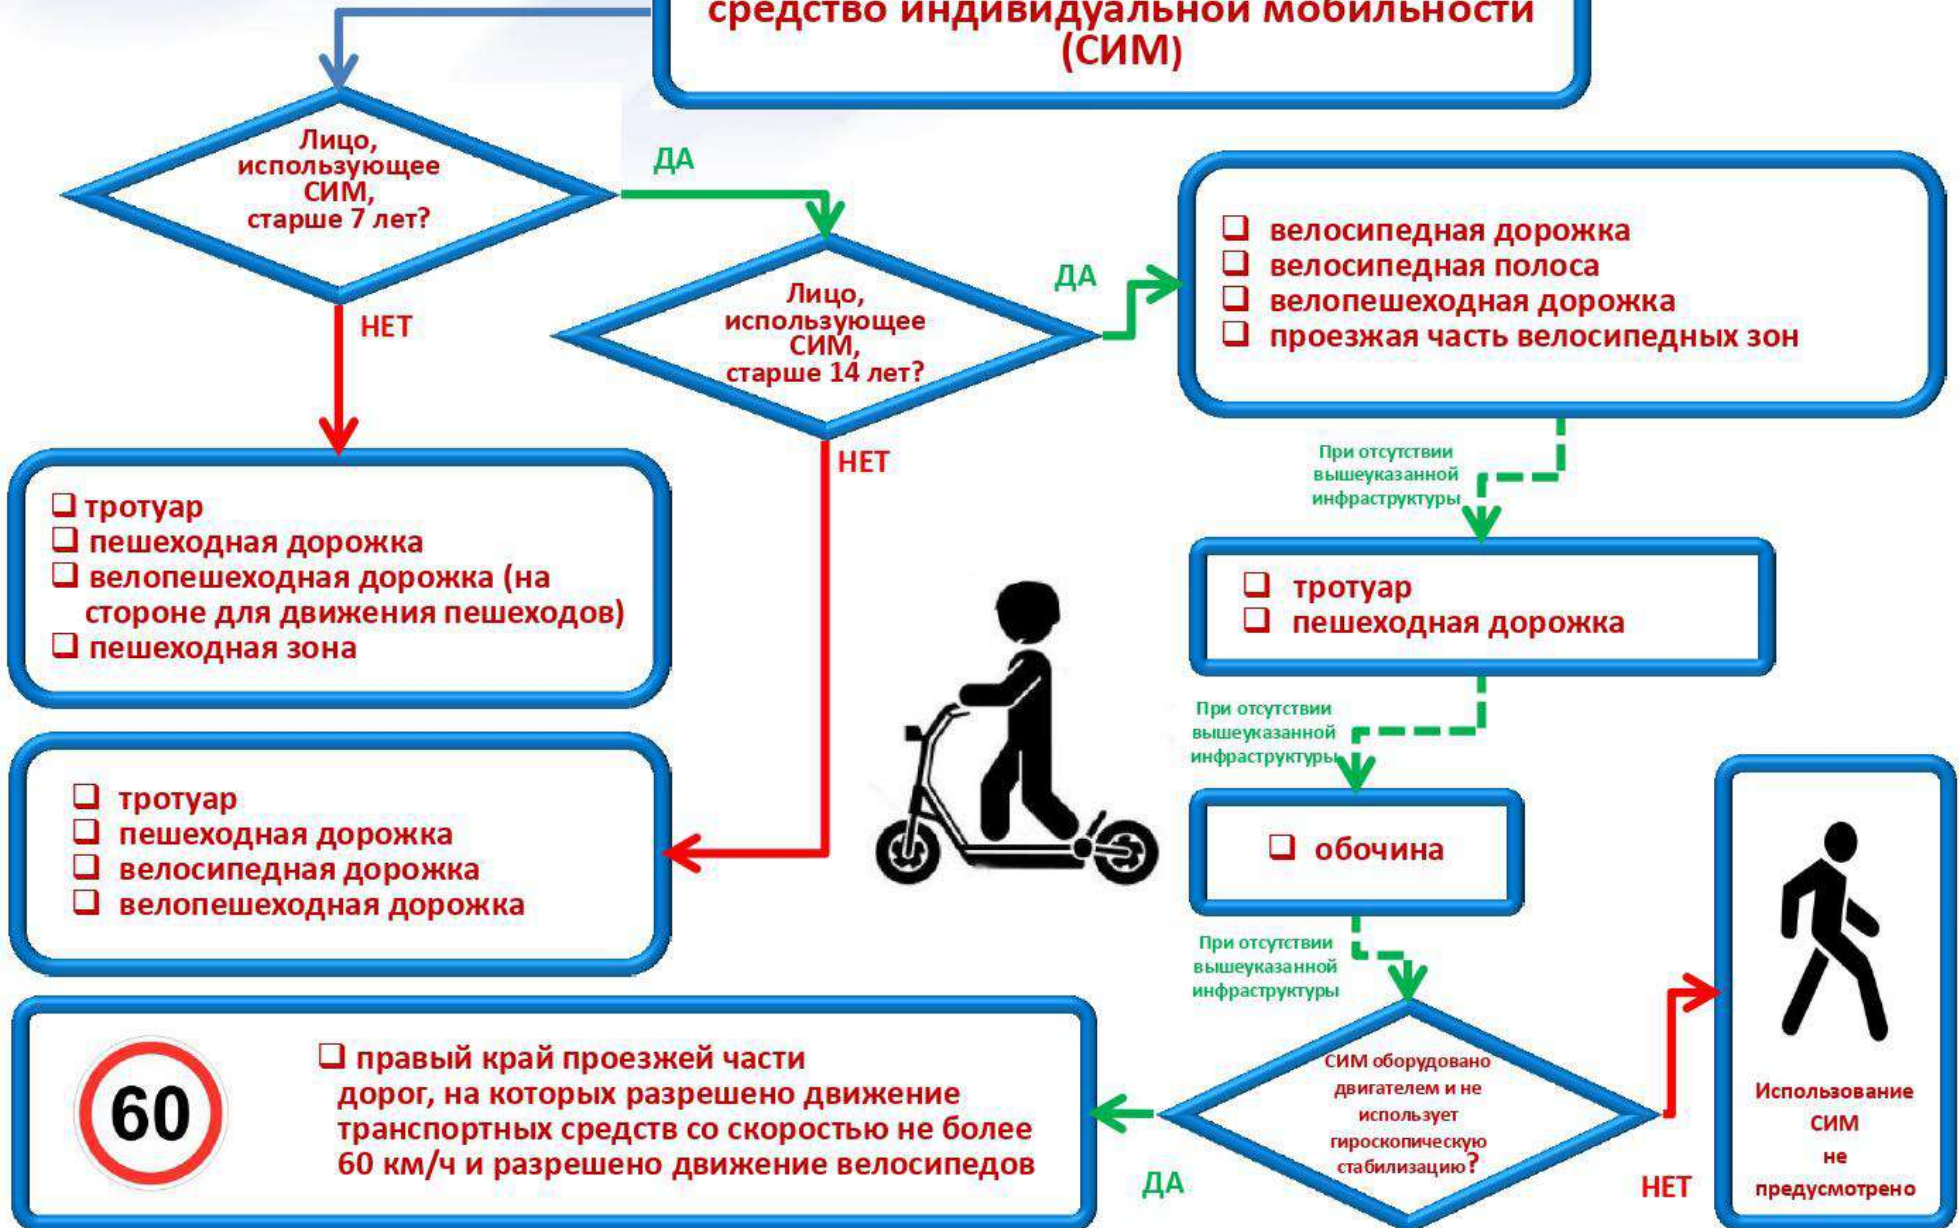 средство индивидуальной мобильности
(СИМ)
Лицо,
использующее
СИМ,
старше 7 лет?
ДА
НЕТ
Лицо,
использующее
СИМ,
старше 14 лет?
ДА
НЕТ
велосипедная дорожка
велосипедная полоса
велопешеходная дорожка
проезжая часть велосипедных зон
При отсутствии
вышеуказанной
инфраструктуры
тротуар
пешеходная дорожка
велопешеходная дорожка (на
стороне для движения пешеходов)
пешеходная зона
тротуар
пешеходная дорожка
При отсутствии
вышеуказанной
инфраструктуры
тротуар
пешеходная дорожка
велосипедная дорожка
велопешеходная дорожка
обочина
При отсутствии
вышеуказанной
инфраструктуры
60
правый край проезжей части
дорог, на которых разрешено движение
транспортных средств со скоростью не более
60 км/ч и разрешено движение велосипедов
СИМ оборудовано
двигателем и не
использует
гироскопическую
стабилизацию?
ДА
НЕТ
Использование
СИМ
не
предусмотрено